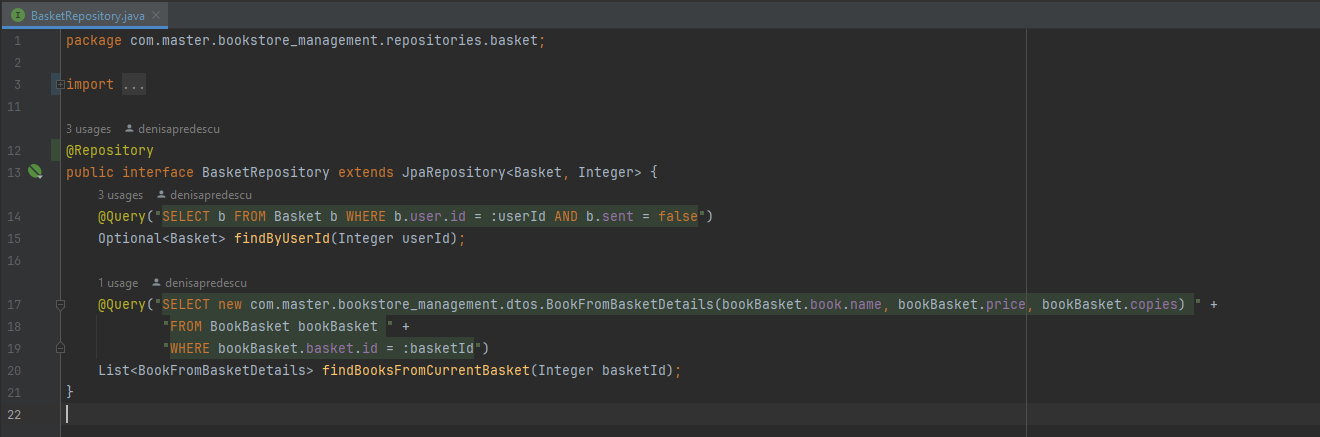 BasketRepository.java
1 package com.master.bookstore_management.repositories.basket;
2
3 import ...
11
3 usages denisapredescu
12 @Repository
13 public interface BasketRepository extends JpaRepository<Basket, Integer> {
3 usages denisapredescu
14 @Query("SELECT b FROM Basket b WHERE b.user.id = :userId AND b.sent = false")
15 Optional<Basket> findByUserId(Integer userId);
16
1 usage denisapredescu
17 @Query("SELECT new com.master.bookstore_management.dtos.BookFromBasketDetails(bookBasket.book.name, bookBasket.price, bookBasket.copies) " +
18 "FROM BookBasket bookBasket " +
19 "WHERE bookBasket.basket.id = :basketId")
20 List<BookFromBasketDetails> findBooksFromCurrentBasket(Integer basketId);
21 }
22